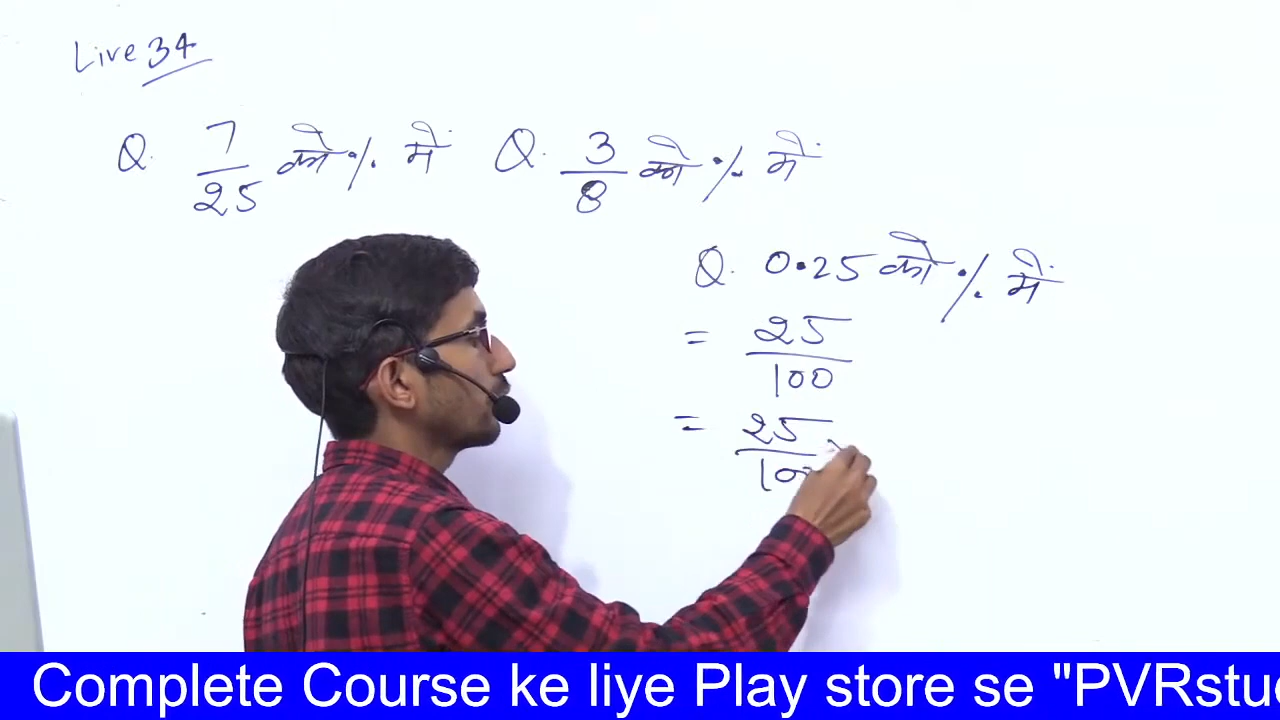 Live 34
Q. 7/25 को % में Q. 3/8 को % में
Q. 0.25 को % में
= 25/100
= 25/100 ×
Complete Course ke liye Play store se "PVRstu